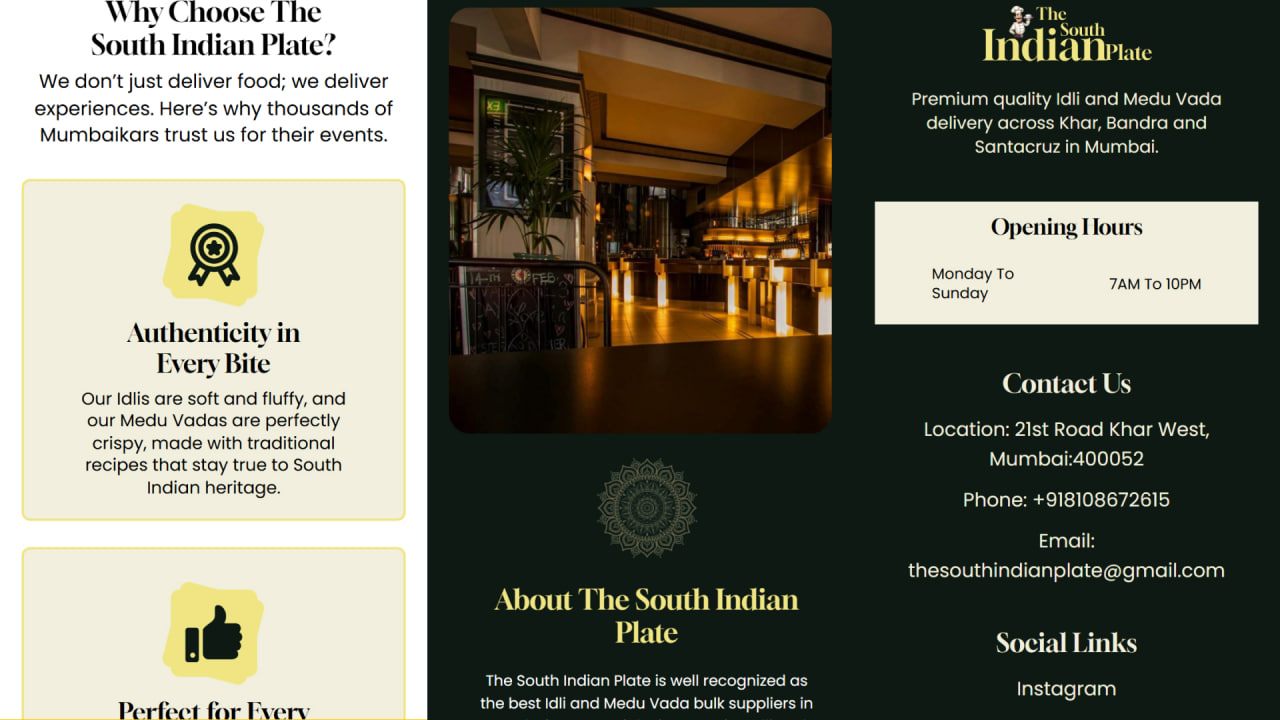 Why Choose The
South Indian Plate?
We don’t just deliver food; we deliver
experiences. Here’s why thousands of
Mumbaikars trust us for their events.
Authenticity in
Every Bite
Our Idlis are soft and fluffy, and
our Medu Vadas are perfectly
crispy, made with traditional
recipes that stay true to South
Indian heritage.
Perfect for Every
14-TH FEB
About The South Indian
Plate
The South Indian Plate is well recognized as
the best Idli and Medu Vada bulk suppliers in
The
South
Indian Plate
Premium quality Idli and Medu Vada
delivery across Khar, Bandra and
Santacruz in Mumbai.
Opening Hours
Monday To
Sunday
7AM To 10PM
Contact Us
Location: 21st Road Khar West,
Mumbai:400052
Phone: +918108672615
Email:
thesouthindianplate@gmail.com
Social Links
Instagram